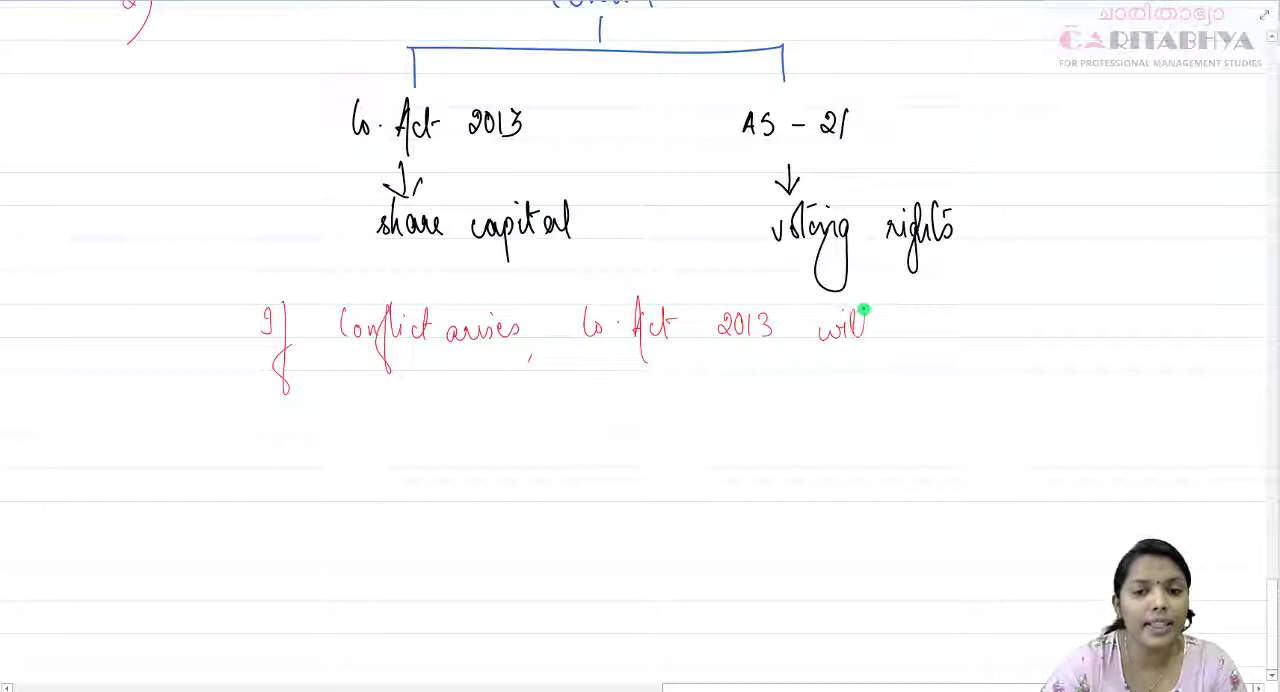 2)
ചാരിതാഭ്യാ
CARITABHYA
FOR PROFESSIONAL MANAGEMENT STUDIES
Co. Act 2013 AS - 21
share capital voting rights
If Conflict arises, Co. Act 2013 will